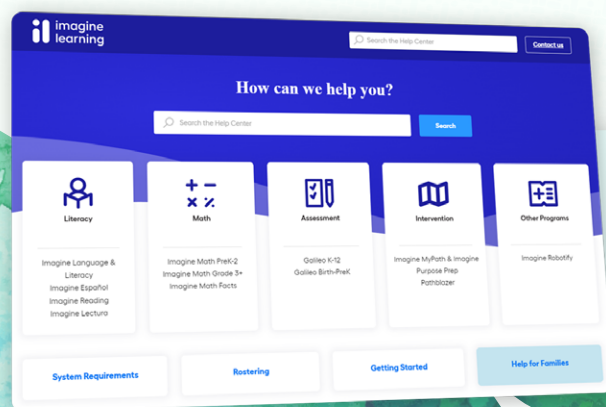 imagine
learning
Search the Help Center
Contact us
How can we help you?
Search the Help Center
Search
Literacy
Imagine Language &
Literacy
Imagine Español
Imagine Reading
Imagine Lectura
Math
Imagine Math PreK-2
Imagine Math Grade 3+
Imagine Math Facts
Assessment
Galileo K-12
Galileo Birth-PreK
Intervention
Imagine MyPath & Imagine
Purpose Prep
Pathblazer
Other Programs
Imagine Robotify
System Requirements
Rostering
Getting Started
Help for Families